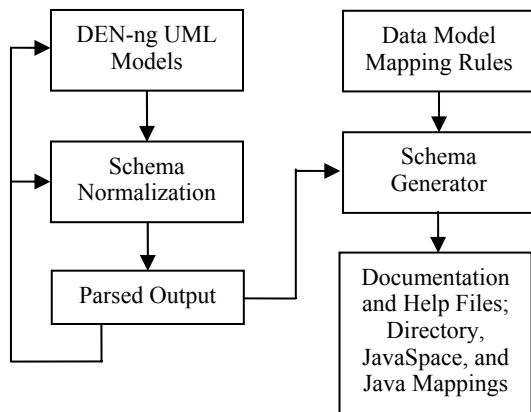 DEN-ng UML
Models
Schema
Normalization
Parsed Output
Data Model
Mapping Rules
Schema
Generator
Documentation
and Help Files;
Directory,
JavaSpace, and
Java Mappings